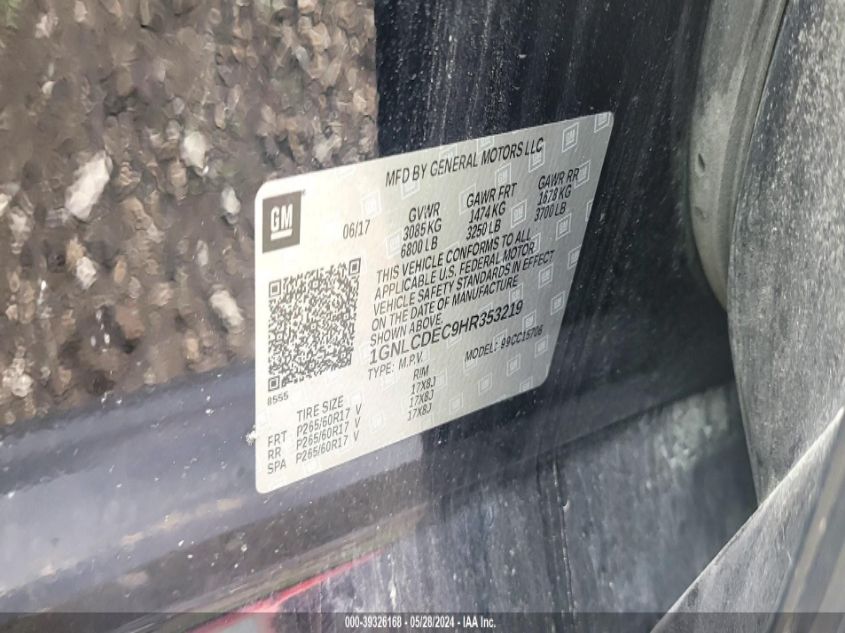 MFD BY GENERAL MOTORS LLC
GM
06/17
GVWR GAWR FRT GAWR RR
3085 KG 1474 KG 1678 KG
6800 LB 3250 LB 3700 LB
THIS VEHICLE CONFORMS TO ALL
APPLICABLE U.S. FEDERAL MOTOR
VEHICLE SAFETY STANDARDS IN EFFECT
ON THE DATE OF MANUFACTURE
SHOWN ABOVE.
1GNLCDEC9HR353219
TYPE: M.P.V. MODEL: 99CC15706
8555
TIRE SIZE RIM
FRT P265/60R17 V 17X8J
RR P265/60R17 V 17X8J
SPA P265/60R17 V 17X8J
000-39326168 - 05/28/2024 - IAA Inc.